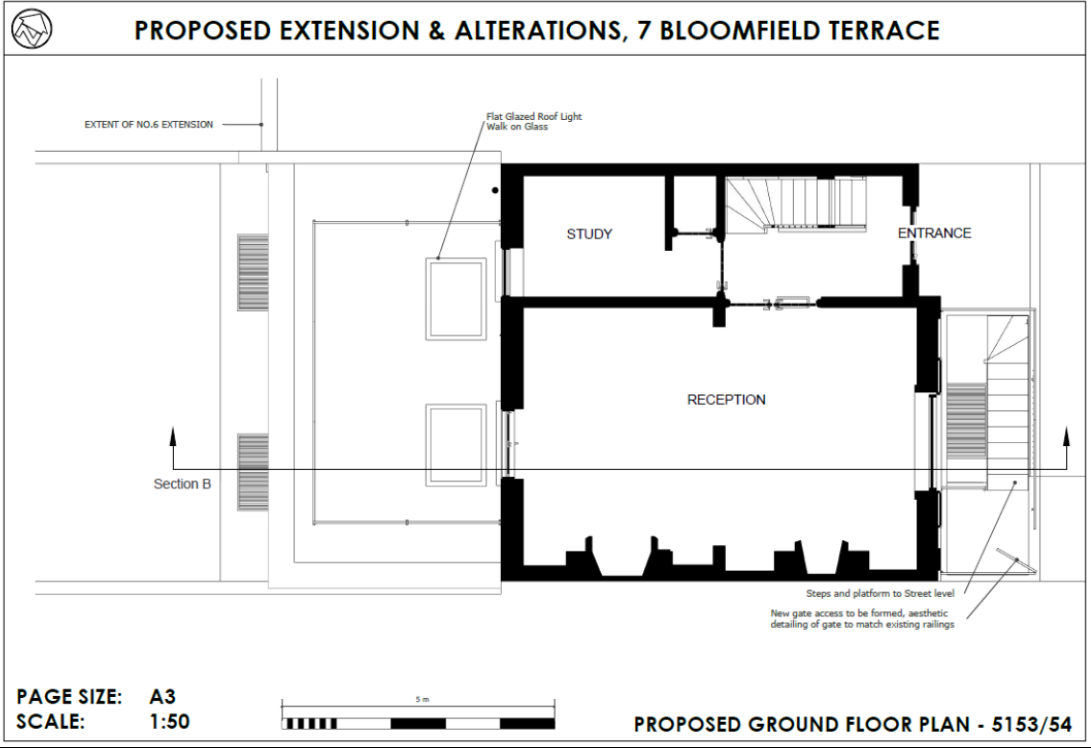 PROPOSED EXTENSION & ALTERATIONS, 7 BLOOMFIELD TERRACE
EXTENT OF NO.6 EXTENSION
Flat Glazed Roof Light
Walk on Glass
STUDY
ENTRANCE
RECEPTION
Section B
Steps and platform to Street level
New gate access to be formed, aesthetic
detailing of gate to match existing railings
PAGE SIZE: A3
SCALE: 1:50
5 m
PROPOSED GROUND FLOOR PLAN - 5153/54